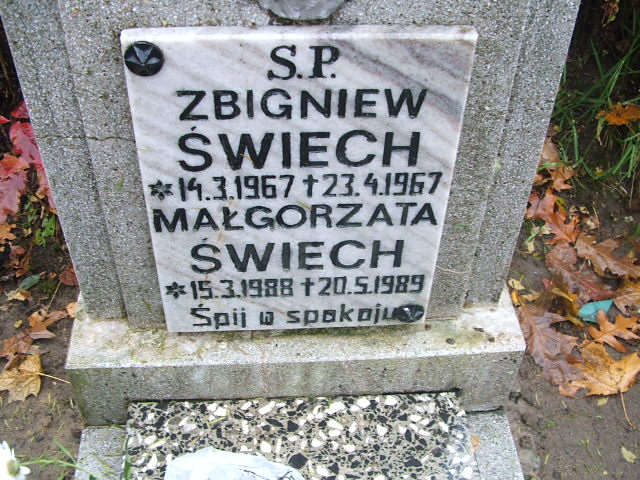 S.P.
ZBIGNIEW
ŚWIECH
* 14.3.1967 † 23.4.1967
MAŁGORZATA
ŚWIECH
* 15.3.1988 † 20.5.1989
Śpij w spokoju